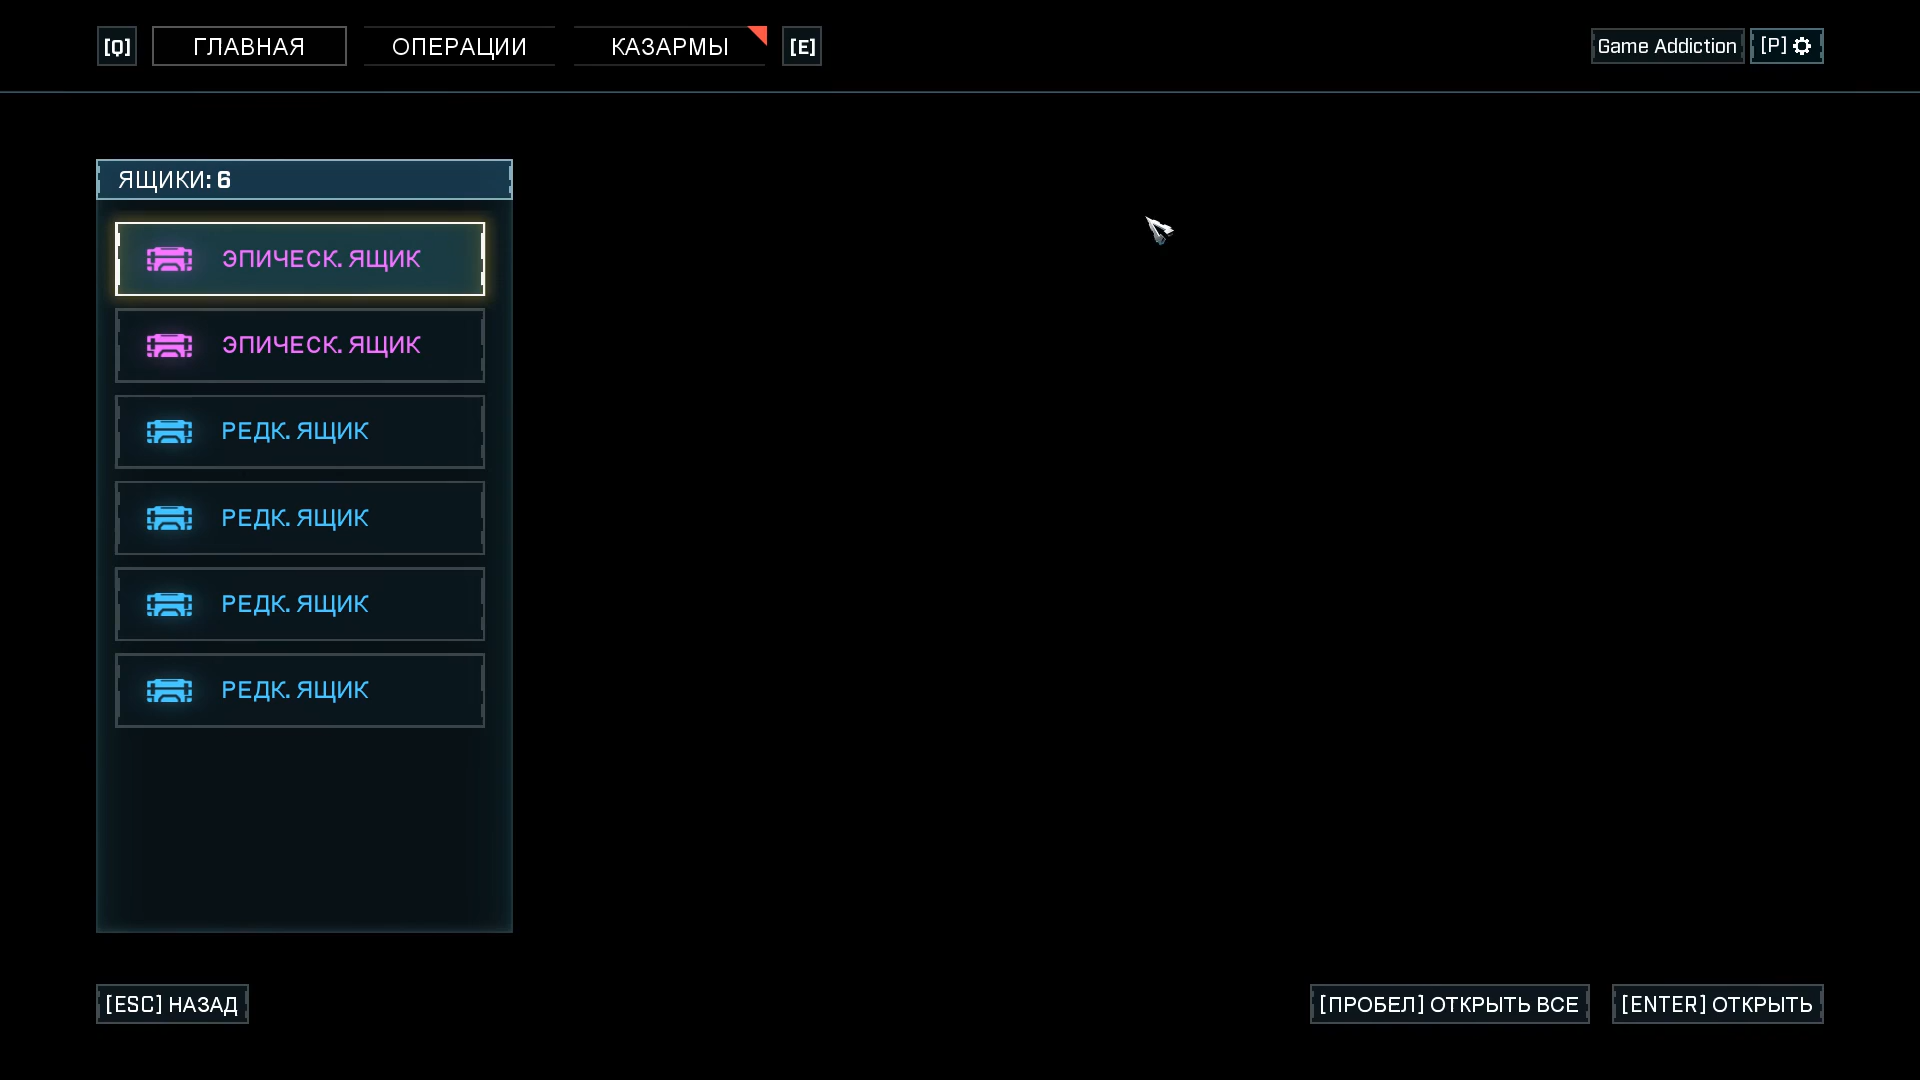 [Q] ГЛАВНАЯ ОПЕРАЦИИ КАЗАРМЫ [E] Game Addiction [P]
ЯЩИКИ: 6
ЭПИЧЕСК. ЯЩИК
ЭПИЧЕСК. ЯЩИК
РЕДК. ЯЩИК
РЕДК. ЯЩИК
РЕДК. ЯЩИК
РЕДК. ЯЩИК
[ESC] НАЗАД [ПРОБЕЛ] ОТКРЫТЬ ВСЕ [ENTER] ОТКРЫТЬ